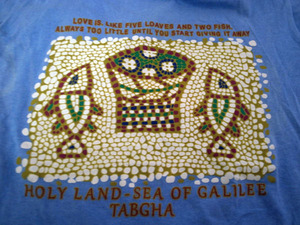 LOVE IS, LIKE FIVE LOAVES AND TWO FISH,
ALWAYS TOO LITTLE UNTIL YOU START GIVING IT AWAY
HOLY LAND - SEA OF GALILEE
TABGHA